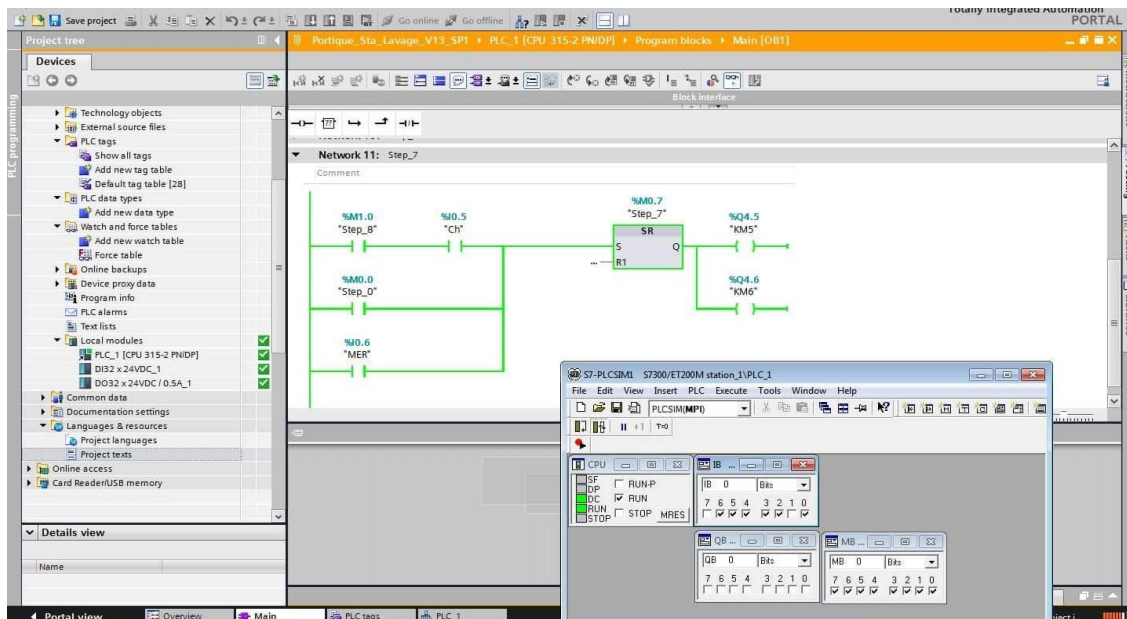 Totally Integrated Automation
PORTAL
Save project
Go online
Go offline
Project tree
Portique_Sta_Lavage_V13_SP1 ▸ PLC_1 [CPU 315-2 PN/DP] ▸ Program blocks ▸ Main [OB1]
Devices
Block interface
PLC programming
Technology objects
External source files
PLC tags
Show all tags
Add new tag table
Default tag table [28]
PLC data types
Add new data type
Watch and force tables
Add new watch table
Force table
Online backups
Device proxy data
Program info
PLC alarms
Text lists
Local modules
PLC_1 [CPU 315-2 PN/DP]
DI32 x 24VDC_1
DO32 x 24VDC / 0.5A_1
Common data
Documentation settings
Languages & resources
Project languages
Project texts
Online access
Card Reader/USB memory
Details view
Name
Network 11: Step_7
Comment
%M1.0
"Step_8"
%I0.5
"Ch"
%M0.7
"Step_7"
SR
S
Q
... R1
%Q4.5
"KM5"
%M0.0
"Step_0"
%Q4.6
"KM6"
%I0.6
"MER"
S7-PLCSIM1 S7300/ET200M station_1\PLC_1
File Edit View Insert PLC Execute Tools Window Help
PLCSIM(MPI)
T=0
CPU
SF
DP
DC
RUN
STOP
RUN-P
RUN
STOP
MRES
IB ...
IB 0 Bits
7 6 5 4 3 2 1 0
QB ...
QB 0 Bits
7 6 5 4 3 2 1 0
MB ...
MB 0 Bits
7 6 5 4 3 2 1 0
Portal view
Overview
Main
PLC tags
PLC_1